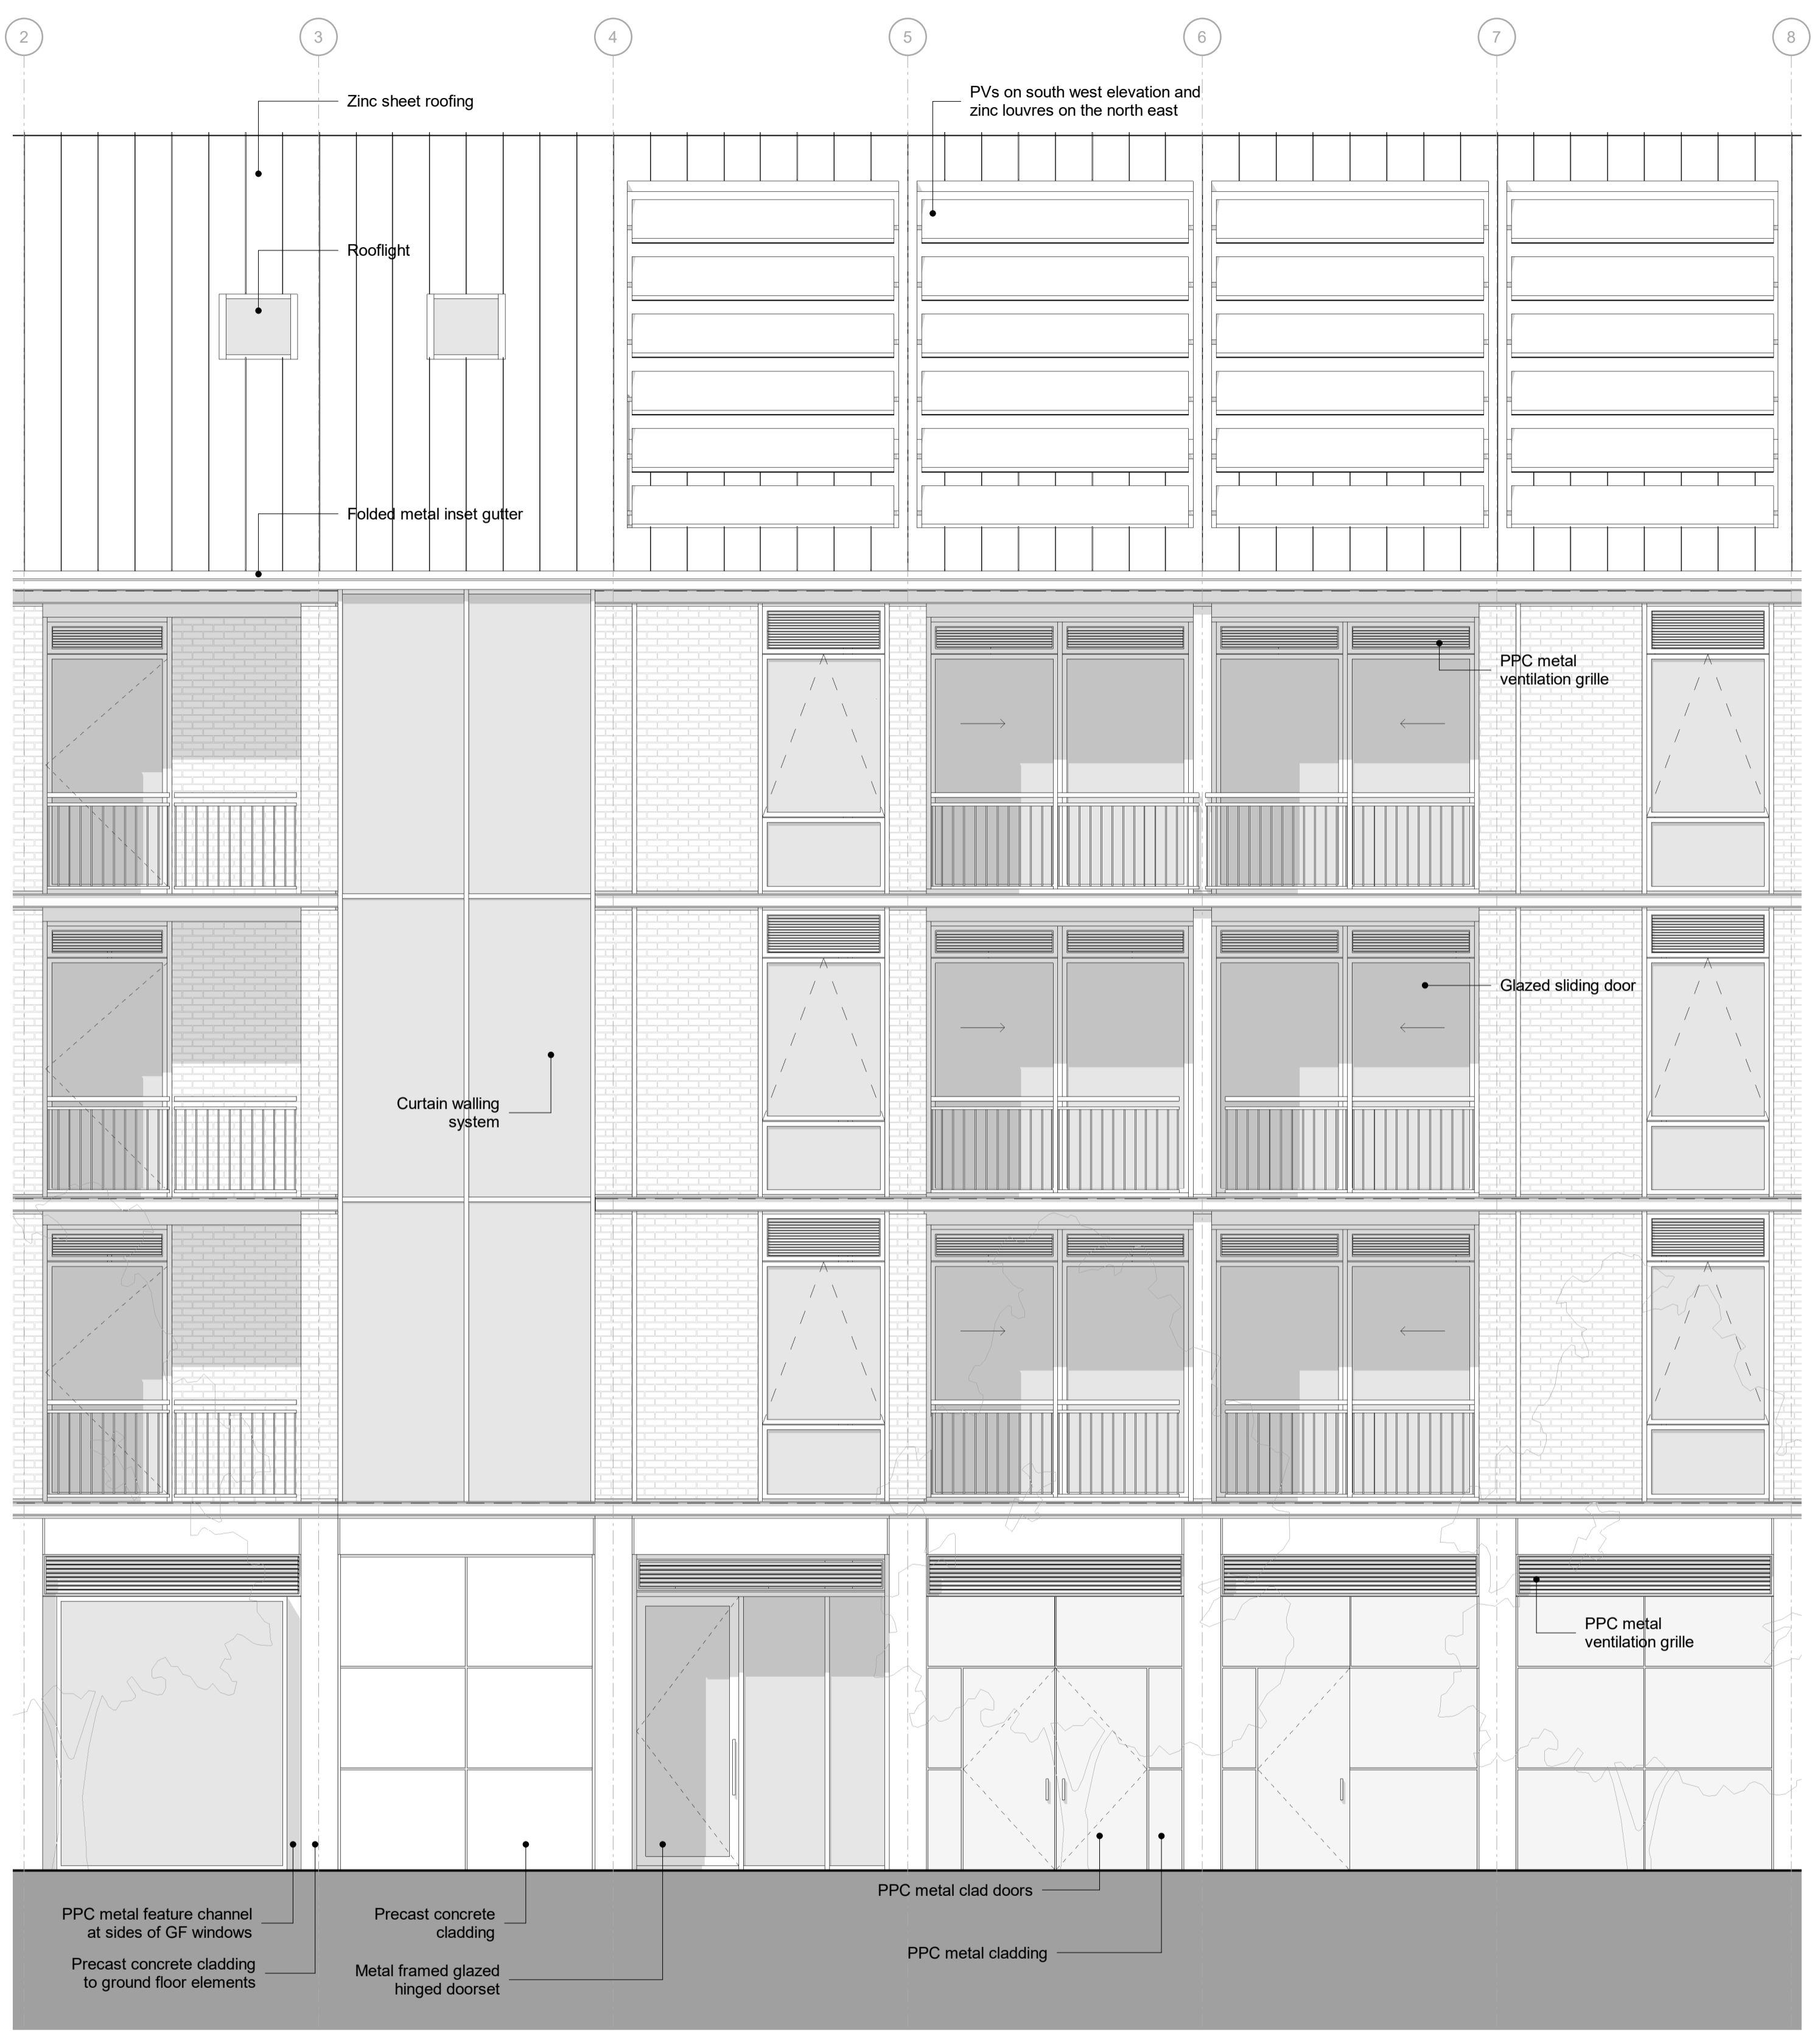 2
3
4
5
6
7
8
Zinc sheet roofing
PVs on south west elevation and
zinc louvres on the north east
Rooflight
Folded metal inset gutter
PPC metal
ventilation grille
Glazed sliding door
Curtain walling
system
PPC metal
ventilation grille
PPC metal clad doors
PPC metal feature channel
at sides of GF windows
Precast concrete
cladding
PPC metal cladding
Precast concrete cladding
to ground floor elements
Metal framed glazed
hinged doorset